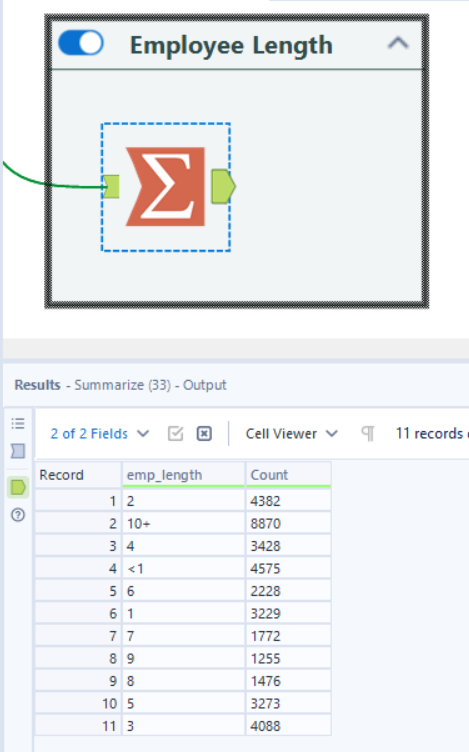 Employee Length
Σ
Results - Summarize (33) - Output
2 of 2 Fields Cell Viewer 11 records
Record emp_length Count
1 2 4382
2 10+ 8870
3 4 3428
4 <1 4575
5 6 2228
6 1 3229
7 7 1772
8 9 1255
9 8 1476
10 5 3273
11 3 4088